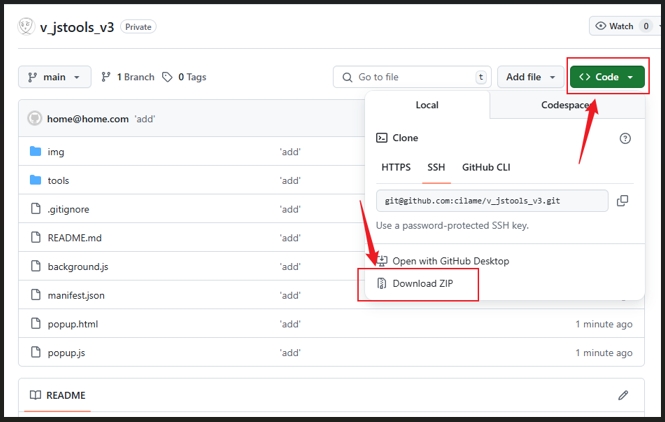 v_jstools_v3 Private Watch 0
main 1 Branch 0 Tags Go to file t Add file Code
Local Codespaces
home@home.com 'add'
Clone
img 'add'
HTTPS SSH GitHub CLI
tools 'add'
git@github.com:cilame/v_jstools_v3.git
.gitignore 'add'
Use a password-protected SSH key.
README.md 'add'
Open with GitHub Desktop
background.js 'add'
Download ZIP
manifest.json 'add'
popup.html 'add' 1 minute ago
popup.js 'add' 1 minute ago
README